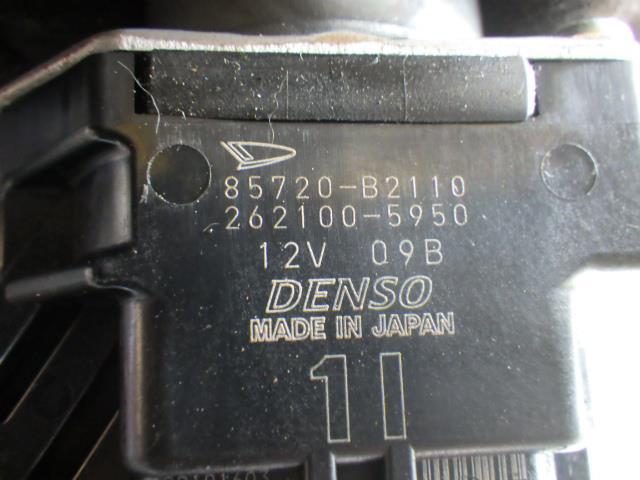 85720-B2110
262100-5950
12V 09B
DENSO
MADE IN JAPAN
11